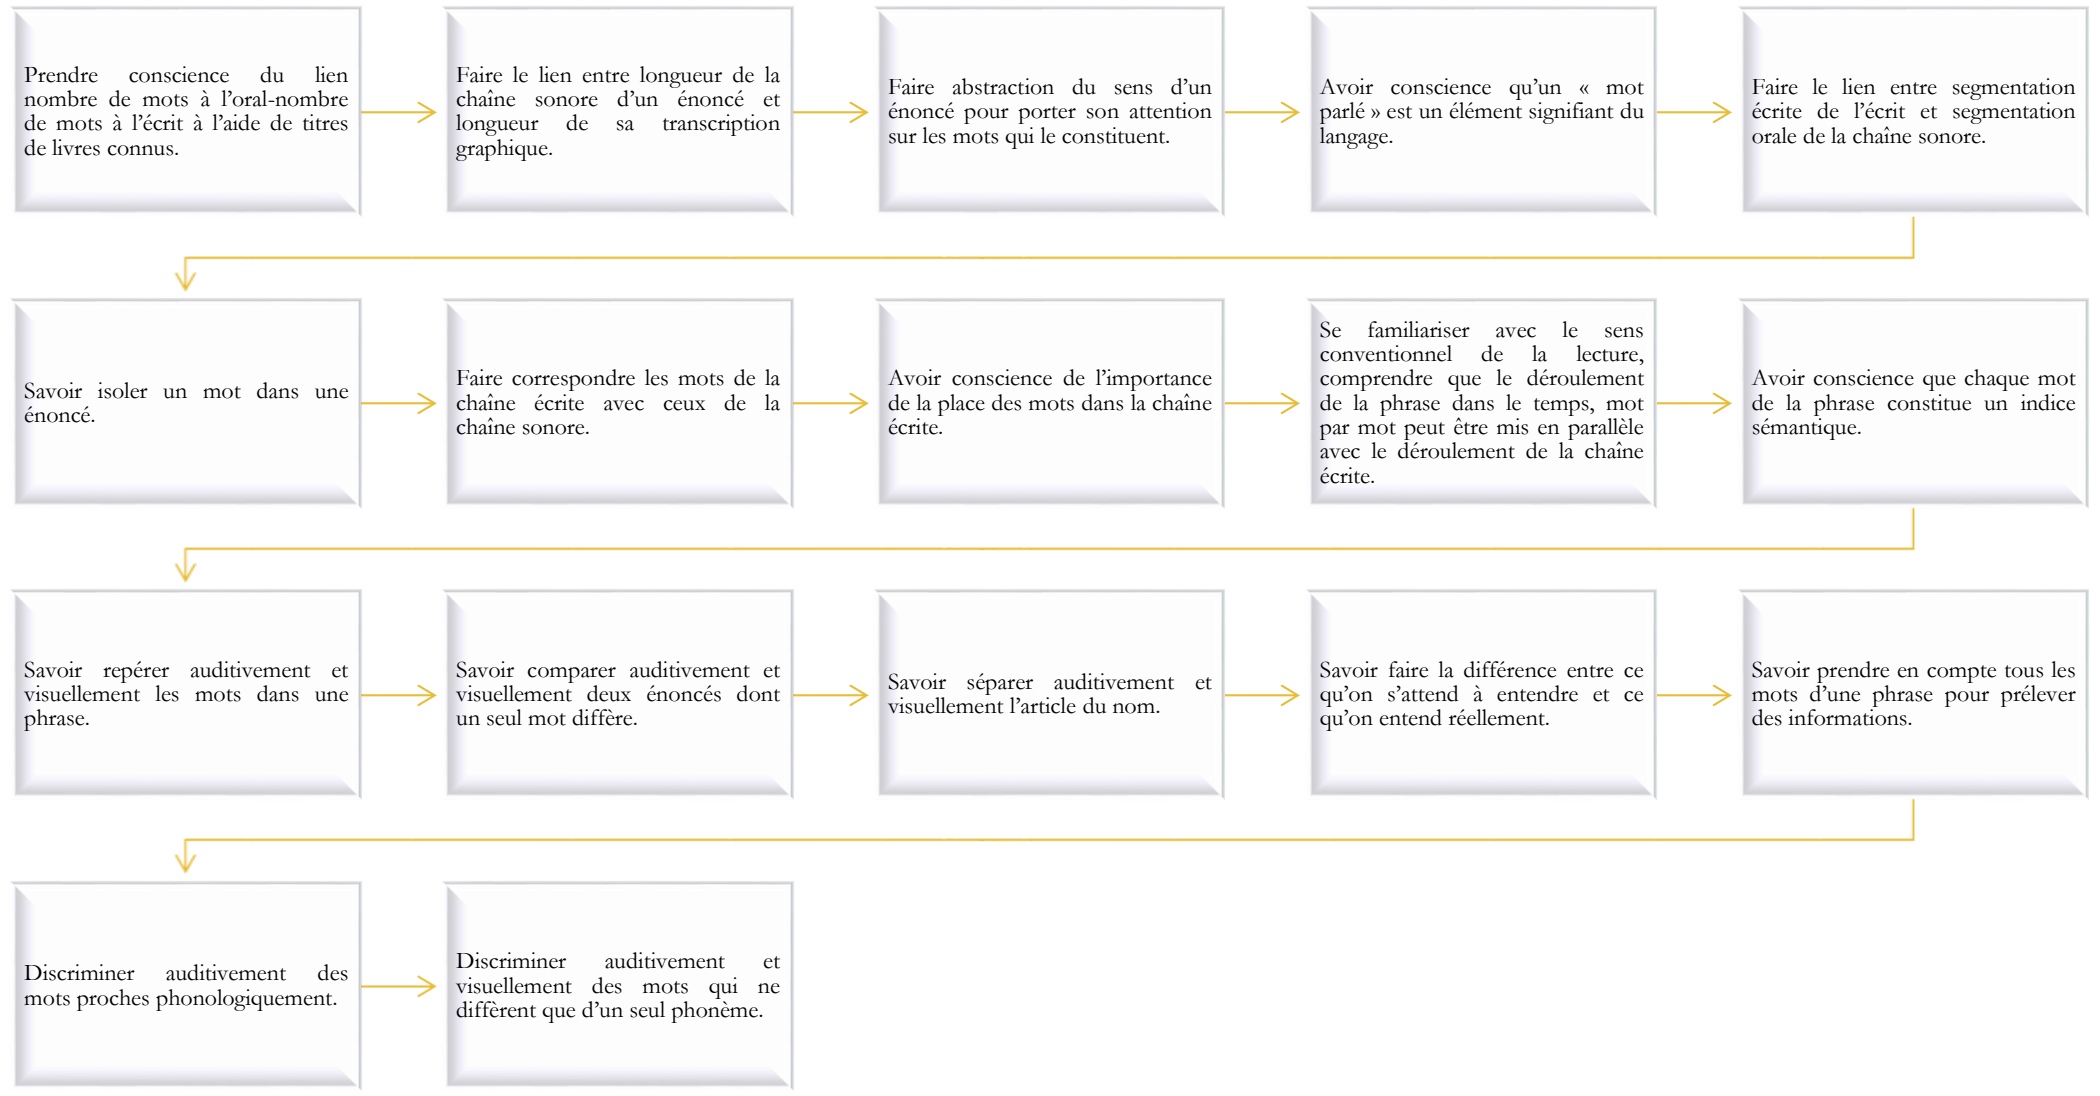 Prendre conscience du lien
nombre de mots à l’oral-nombre
de mots à l’écrit à l’aide de titres
de livres connus.
Faire le lien entre longueur de la
chaîne sonore d’un énoncé et
longueur de sa transcription
graphique.
Faire abstraction du sens d’un
énoncé pour porter son attention
sur les mots qui le constituent.
Avoir conscience qu’un « mot
parlé » est un élément signifiant du
langage.
Faire le lien entre segmentation
écrite de l’écrit et segmentation
orale de la chaîne sonore.
Savoir isoler un mot dans une
énoncé.
Faire correspondre les mots de la
chaîne écrite avec ceux de la
chaîne sonore.
Avoir conscience de l’importance
de la place des mots dans la chaîne
écrite.
Se familiariser avec le sens
conventionnel de la lecture,
comprendre que le déroulement
de la phrase dans le temps, mot
par mot peut être mis en parallèle
avec le déroulement de la chaîne
écrite.
Avoir conscience que chaque mot
de la phrase constitue un indice
sémantique.
Savoir repérer auditivement et
visuellement les mots dans une
phrase.
Savoir comparer auditivement et
visuellement deux énoncés dont
un seul mot diffère.
Savoir séparer auditivement et
visuellement l’article du nom.
Savoir faire la différence entre ce
qu’on s’attend à entendre et ce
qu’on entend réellement.
Savoir prendre en compte tous les
mots d’une phrase pour prélever
des informations.
Discriminer auditivement des
mots proches phonologiquement.
Discriminer auditivement et
visuellement des mots qui ne
diffèrent que d’un seul phonème.